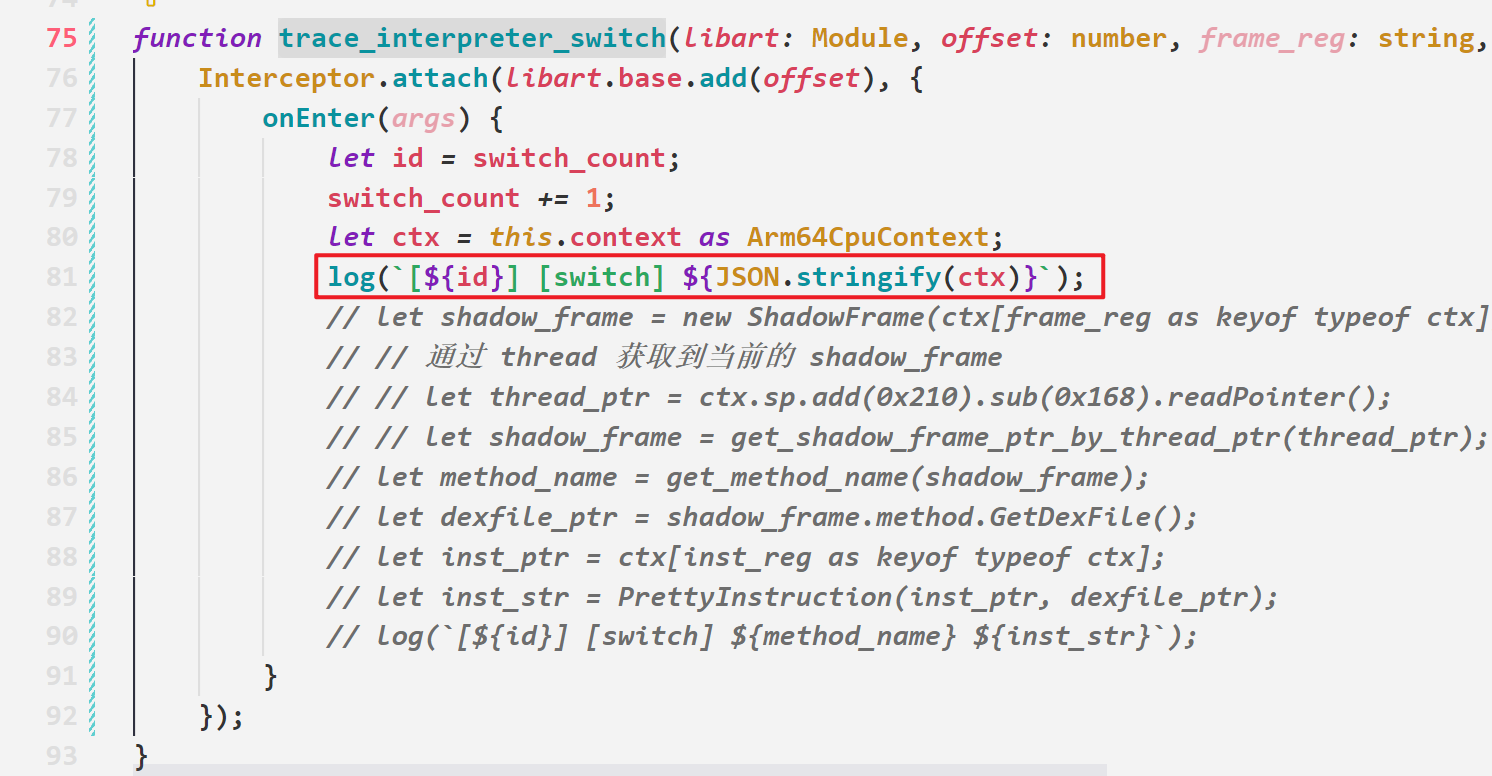 75 function trace_interpreter_switch(libart: Module, offset: number, frame_reg: string,
76 Interceptor.attach(libart.base.add(offset), {
77 onEnter(args) {
78 let id = switch_count;
79 switch_count += 1;
80 let ctx = this.context as Arm64CpuContext;
81 log(`[${id}] [switch] ${JSON.stringify(ctx)}`);
82 // let shadow_frame = new ShadowFrame(ctx[frame_reg as keyof typeof ctx]
83 // // 通过 thread 获取到当前的 shadow_frame
84 // // let thread_ptr = ctx.sp.add(0x210).sub(0x168).readPointer();
85 // // let shadow_frame = get_shadow_frame_ptr_by_thread_ptr(thread_ptr);
86 // let method_name = get_method_name(shadow_frame);
87 // let dexfile_ptr = shadow_frame.method.GetDexFile();
88 // let inst_ptr = ctx[inst_reg as keyof typeof ctx];
89 // let inst_str = PrettyInstruction(inst_ptr, dexfile_ptr);
90 // log(`[${id}] [switch] ${method_name} ${inst_str}`);
91 }
92 });
93 }